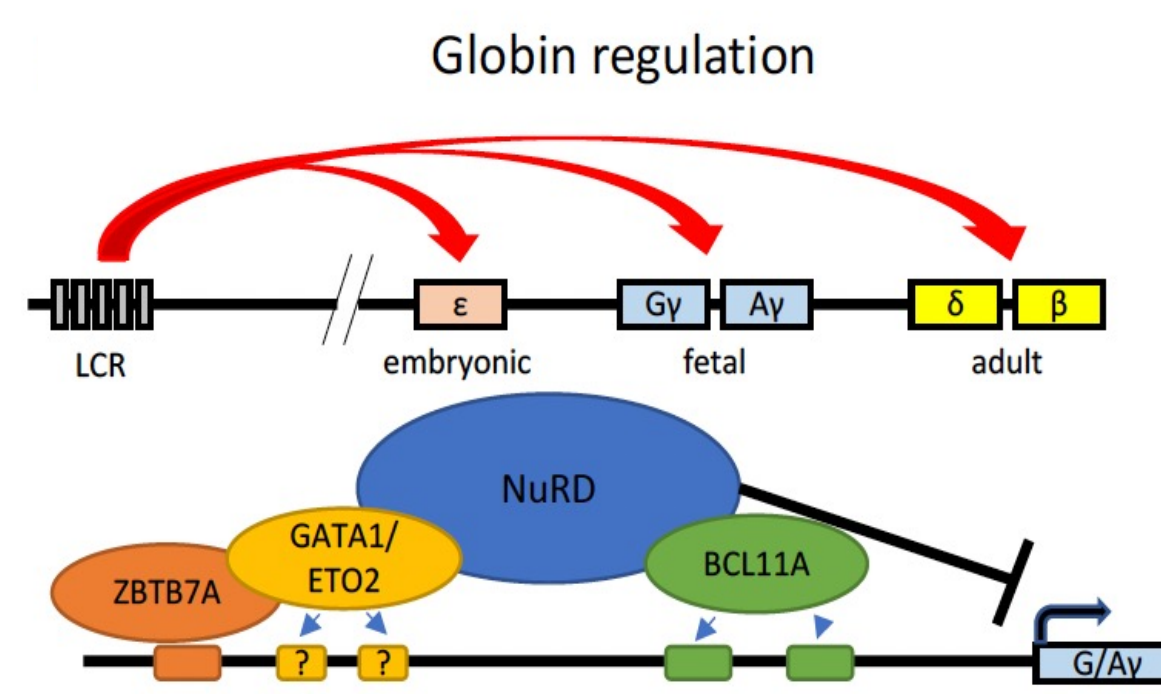 Globin regulation
ε
Gγ
Aγ
δ
β
LCR
embryonic
fetal
adult
NuRD
GATA1/
ETO2
BCL11A
ZBTB7A
?
?
G/Aγ